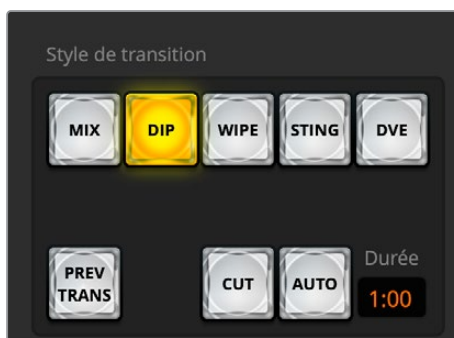 Style de transition
MIX DIP WIPE STING DVE
PREV
TRANS
CUT AUTO
Durée
1:00